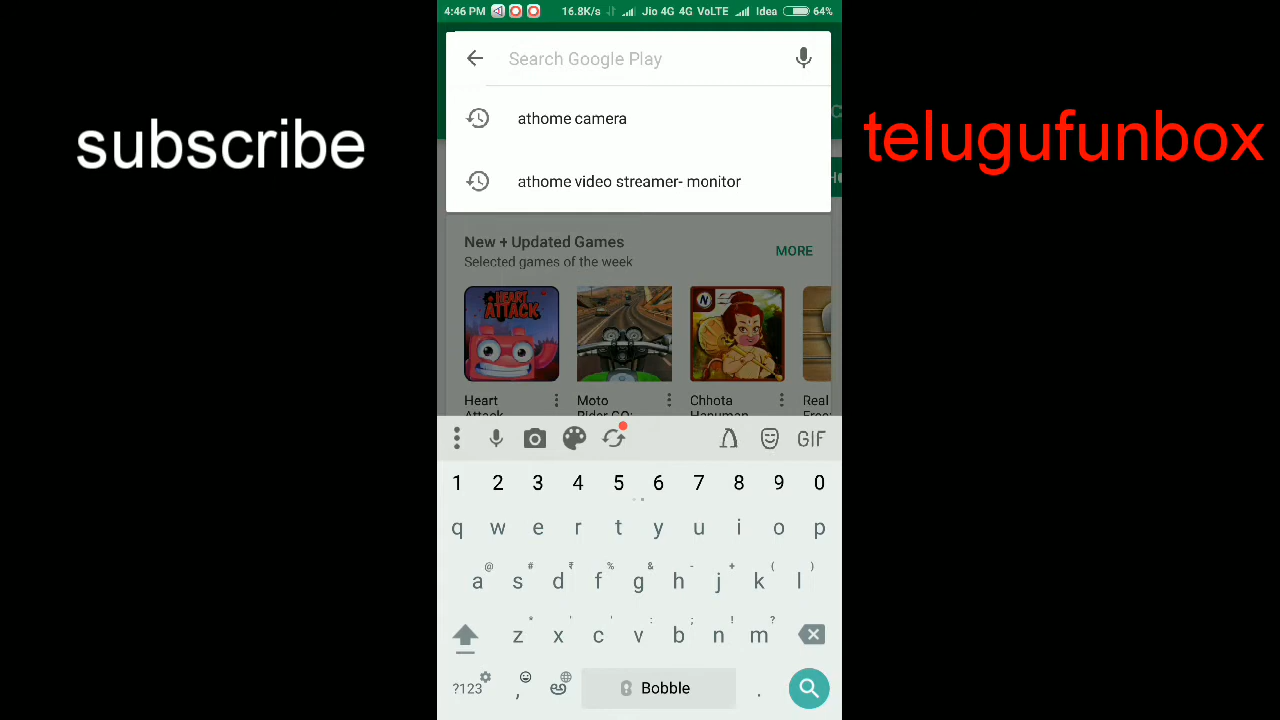 4:46 PM 16.8K/s Jio 4G 4G VoLTE Idea 64%
Search Google Play
athome camera
subscribe
telugufunbox
athome video streamer- monitor
New + Updated Games
MORE
Selected games of the week
HEART ATTACK
N
Heart
Moto
Chhota
Real
GIF
1 2 3 4 5 6 7 8 9 0
q w e r t y u i o p
@ # ₹ % & - + ( )
a s d f g h j k l
* " ' : ; ! ?
z x c v b n m
?123 , అ Bobble .